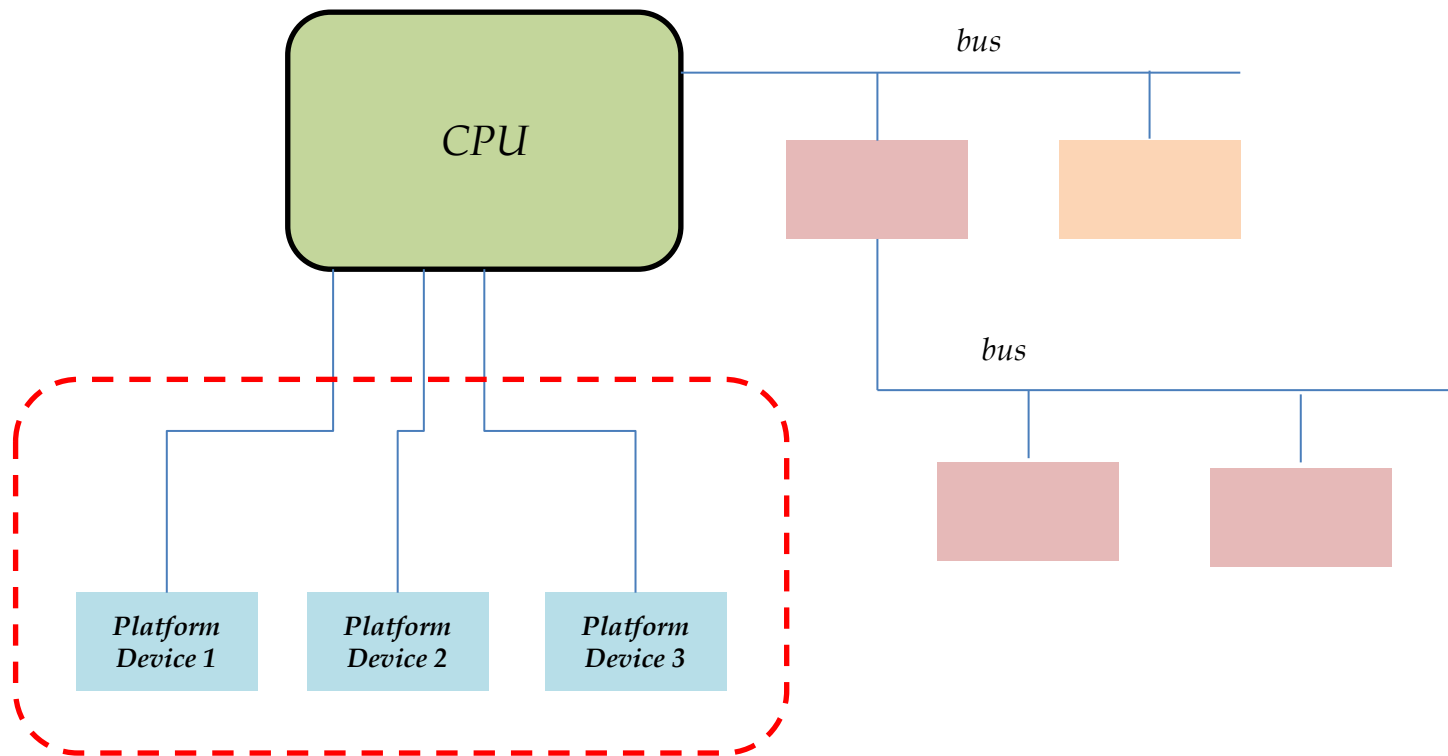 bus
CPU
bus
Platform
Device 1
Platform
Device 2
Platform
Device 3